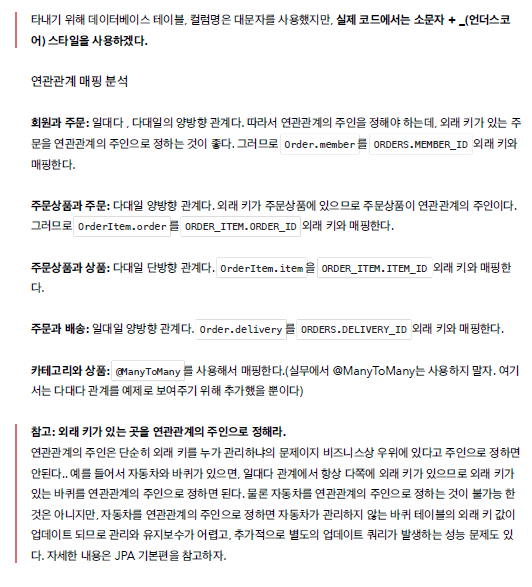 타내기 위해 데이터베이스 테이블, 컬럼명은 대문자를 사용했지만, 실제 코드에서는 소문자 + _(언더스코
어) 스타일을 사용하겠다.
연관관계 매핑 분석
회원과 주문: 일대다 , 다대일의 양방향 관계다. 따라서 연관관계의 주인을 정해야 하는데, 외래 키가 있는 주
문을 연관관계의 주인으로 정하는 것이 좋다. 그러므로 Order.member 를 ORDERS.MEMBER_ID 외래 키와
매핑한다.
주문상품과 주문: 다대일 양방향 관계다. 외래 키가 주문상품에 있으므로 주문상품이 연관관계의 주인이다.
그러므로 OrderItem.order 를 ORDER_ITEM.ORDER_ID 외래 키와 매핑한다.
주문상품과 상품: 다대일 단방향 관계다. OrderItem.item 을 ORDER_ITEM.ITEM_ID 외래 키와 매핑한
다.
주문과 배송: 일대일 양방향 관계다. Order.delivery 를 ORDERS.DELIVERY_ID 외래 키와 매핑한다.
카테고리와 상품: @ManyToMany 를 사용해서 매핑한다.(실무에서 @ManyToMany는 사용하지 말자. 여기
서는 다대다 관계를 예제로 보여주기 위해 추가했을 뿐이다)
참고: 외래 키가 있는 곳을 연관관계의 주인으로 정해라.
연관관계의 주인은 단순히 외래 키를 누가 관리하냐의 문제이지 비즈니스상 우위에 있다고 주인으로 정하면
안된다.. 예를 들어서 자동차와 바퀴가 있으면, 일대다 관계에서 항상 다쪽에 외래 키가 있으므로 외래 키가
있는 바퀴를 연관관계의 주인으로 정하면 된다. 물론 자동차를 연관관계의 주인으로 정하는 것이 불가능 한
것은 아니지만, 자동차를 연관관계의 주인으로 정하면 자동차가 관리하지 않는 바퀴 테이블의 외래 키 값이
업데이트 되므로 관리와 유지보수가 어렵고, 추가적으로 별도의 업데이트 쿼리가 발생하는 성능 문제도 있
다. 자세한 내용은 JPA 기본편을 참고하자.